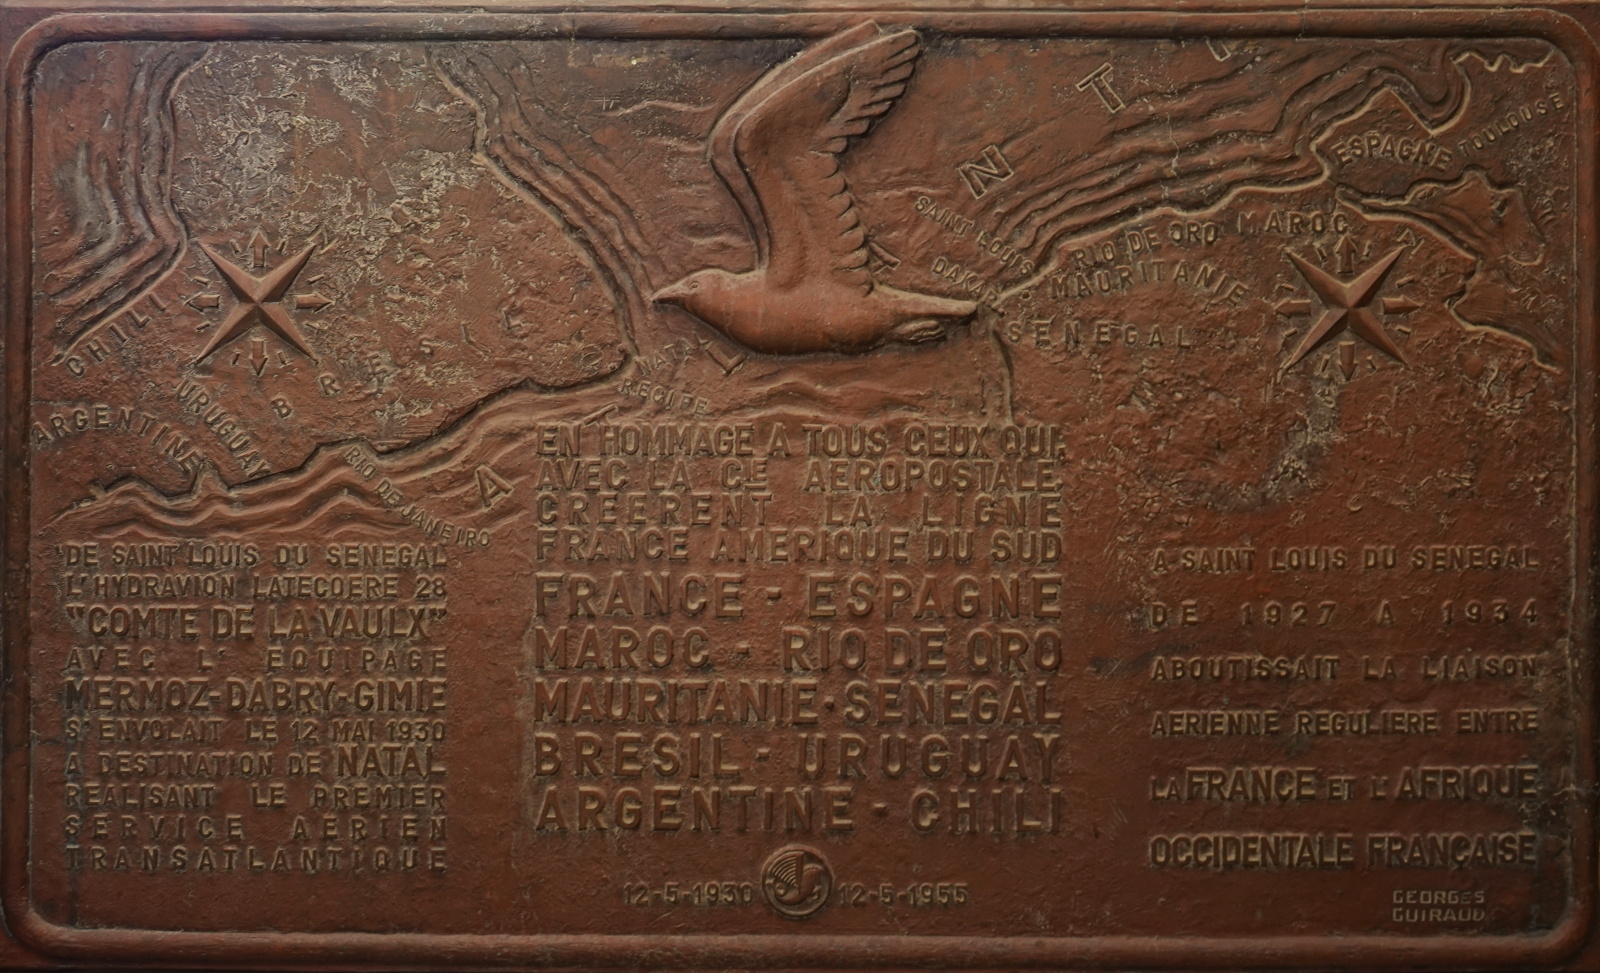 N T
ESPAGNE TOULOUSE
SAINT LOUIS
DAKAR
RIO DE ORO MAROC
MAURITANIE
SENEGAL
CHILI
BRESIL
URUGUAY
ARGENTINE
NATAL
RECIFE
RIO DE JANEIRO
A T L A
DE SAINT LOUIS DU SENEGAL
L'HYDRAVION LATECOERE 28
"COMTE DE LA VAULX"
AVEC L'EQUIPAGE
MERMOZ-DABRY-GIMIE
S'ENVOLAIT LE 12 MAI 1930
A DESTINATION DE NATAL
REALISANT LE PREMIER
SERVICE AERIEN
TRANSATLANTIQUE
EN HOMMAGE A TOUS CEUX QUI,
AVEC LA CIE AEROPOSTALE,
CREERENT LA LIGNE
FRANCE AMERIQUE DU SUD
FRANCE - ESPAGNE
MAROC - RIO DE ORO
MAURITANIE·SENEGAL
BRESIL - URUGUAY
ARGENTINE - CHILI
12-5-1930 12-5-1955
A SAINT LOUIS DU SENEGAL
DE 1927 A 1934
ABOUTISSAIT LA LIAISON
AERIENNE REGULIERE ENTRE
LA FRANCE ET L'AFRIQUE
OCCIDENTALE FRANÇAISE
GEORGES
GUIRAUD